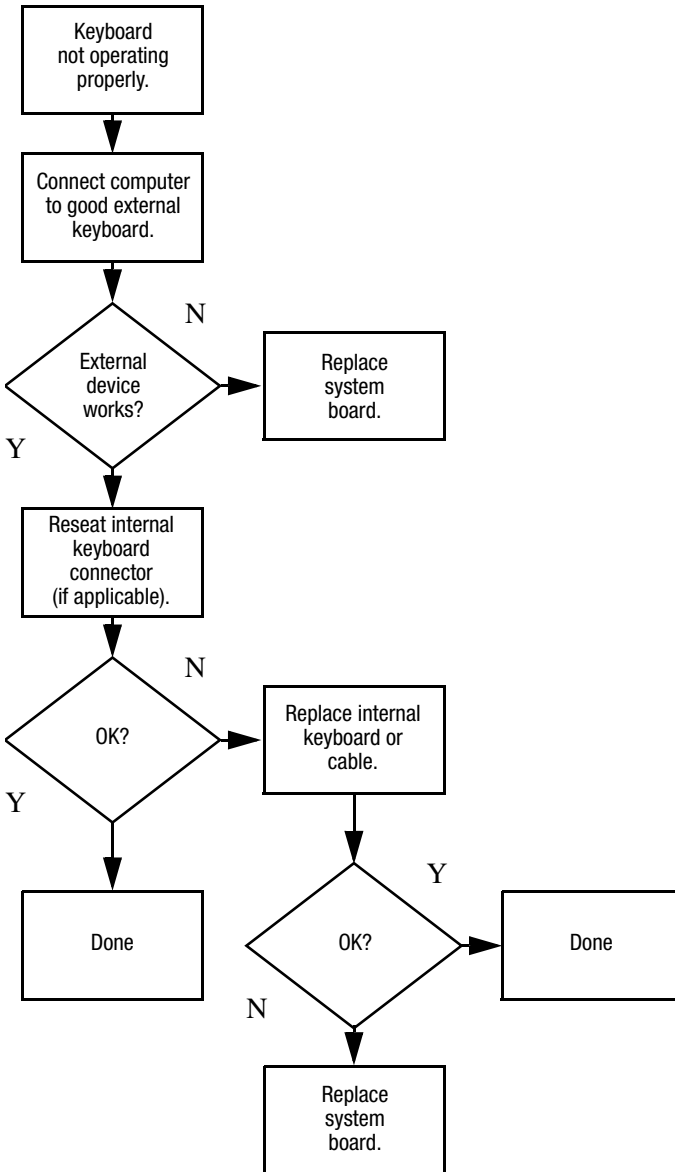 Keyboard
not operating
properly.
Connect computer
to good external
keyboard.
N
External
device
works?
Replace
system
board.
Y
Reseat internal
keyboard
connector
(if applicable).
N
OK?
Replace internal
keyboard or
cable.
Y
Y
Done
OK?
Done
N
Replace
system
board.